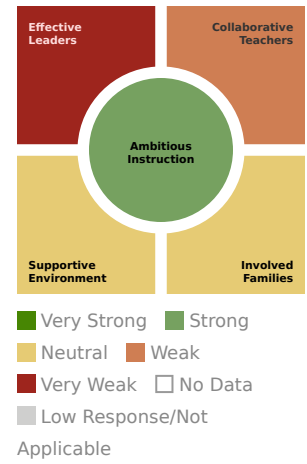 Effective
Leaders
Collaborative
Teachers
Ambitious
Instruction
Supportive
Environment
Involved
Families
Very Strong Strong
Neutral Weak
Very Weak No Data
Low Response/Not
Applicable